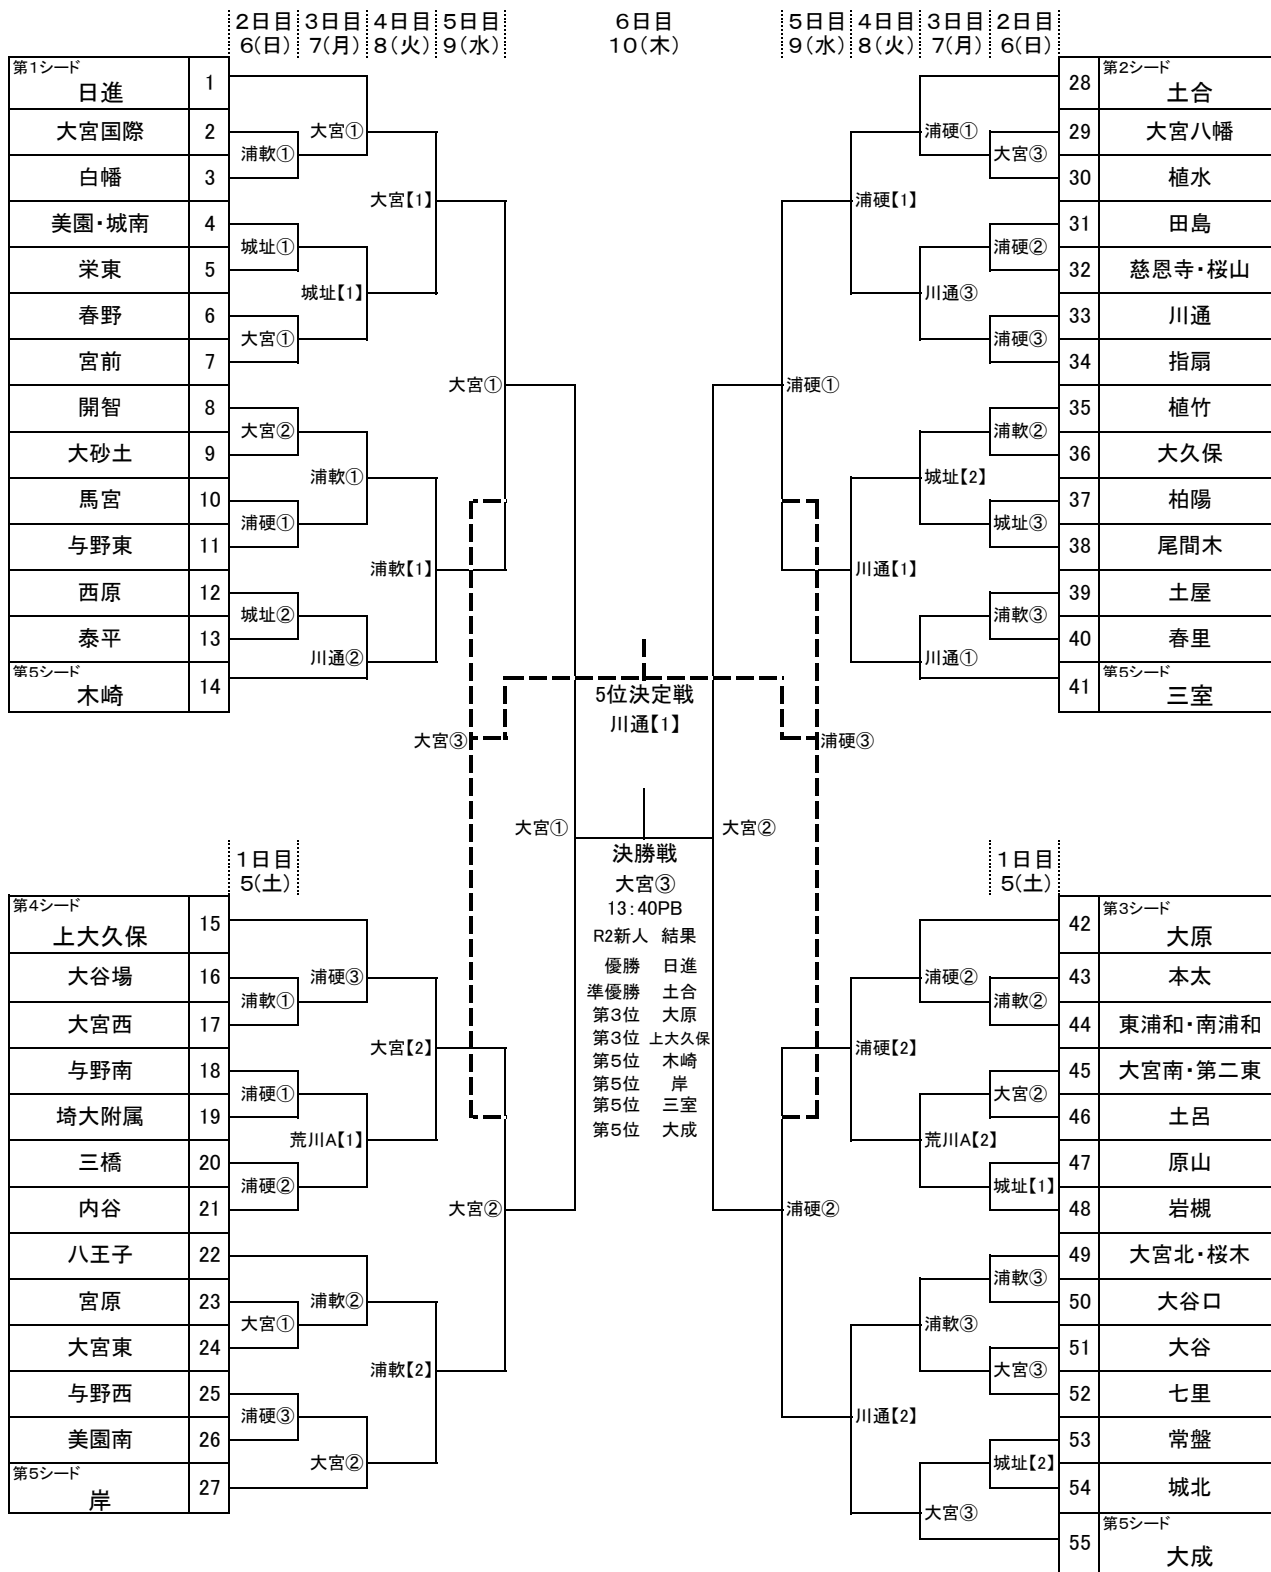 2日目 3日目 4日目 5日目 6日目 5日目 4日目 3日目 2日目
6(日) 7(月) 8(火) 9(水) 10(木) 9(水) 8(火) 7(月) 6(日)
第1シード
日進 1
大宮国際 2
白幡 3
美園・城南 4
栄東 5
春野 6
宮前 7
開智 8
大砂土 9
馬宮 10
与野東 11
西原 12
泰平 13
第5シード
木崎 14
浦軟①
城址①
大宮①
大宮②
浦硬①
城址②
大宮①
城址【1】
浦軟①
川通②
大宮【1】
浦軟【1】
大宮①
大宮③
28 第2シード
土合
29 大宮八幡
30 植水
31 田島
32 慈恩寺・桜山
33 川通
34 指扇
35 植竹
36 大久保
37 柏陽
38 尾間木
39 土屋
40 春里
41 第5シード
三室
大宮③
浦硬②
浦硬③
浦軟②
城址③
浦軟③
浦硬①
川通③
城址【2】
川通①
浦硬【1】
川通【1】
浦硬①
浦硬③
5位決定戦
川通【1】
大宮①
大宮②
決勝戦
大宮③
13:40PB
R2新人 結果
優勝 日進
準優勝 土合
第3位 大原
第3位 上大久保
第5位 木崎
第5位 岸
第5位 三室
第5位 大成
1日目
5(土)
第4シード
上大久保 15
大谷場 16
大宮西 17
与野南 18
埼大附属 19
三橋 20
内谷 21
八王子 22
宮原 23
大宮東 24
与野西 25
美園南 26
第5シード
岸 27
浦軟①
浦硬①
浦硬②
大宮①
浦硬③
浦硬③
荒川A【1】
浦軟②
大宮②
大宮【2】
浦軟【2】
大宮②
1日目
5(土)
42 第3シード
大原
43 本太
44 東浦和・南浦和
45 大宮南・第二東
46 土呂
47 原山
48 岩槻
49 大宮北・桜木
50 大谷口
51 大谷
52 七里
53 常盤
54 城北
55 第5シード
大成
浦軟②
大宮②
城址【1】
浦軟③
大宮③
城址【2】
浦硬②
荒川A【2】
浦軟③
大宮③
浦硬【2】
川通【2】
浦硬②